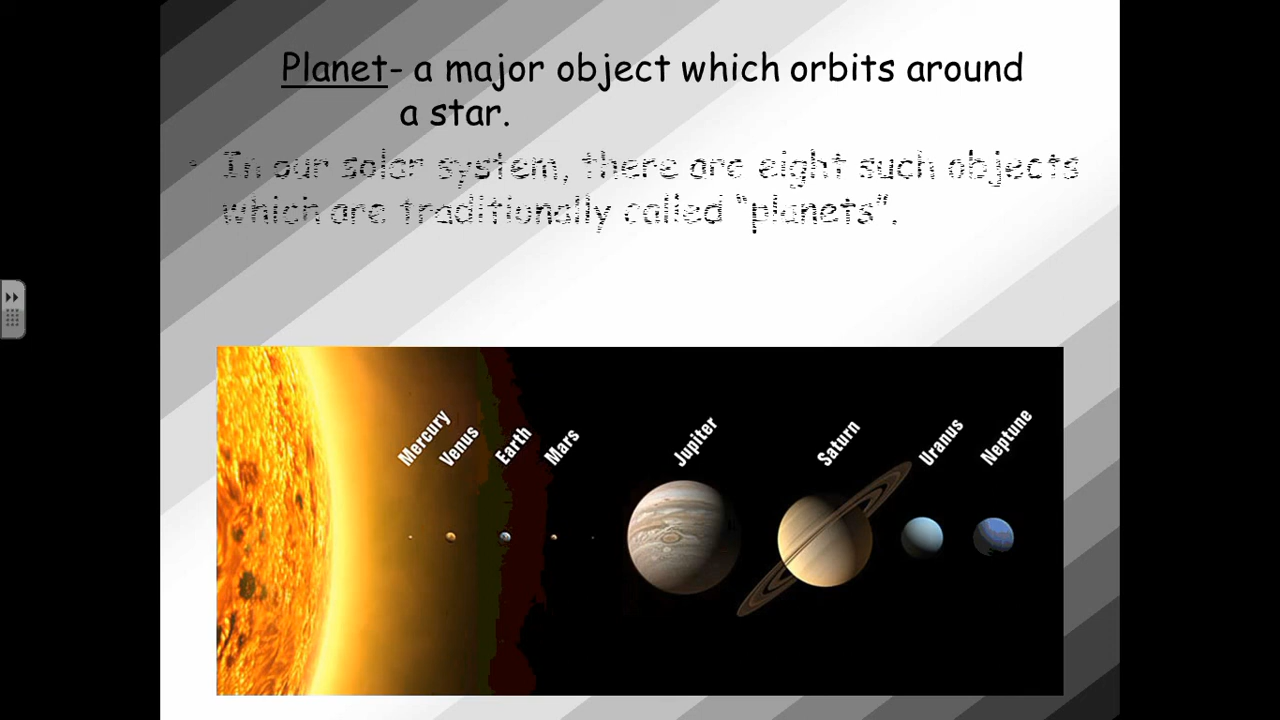 Planet- a major object which orbits around
a star.
• In our solar system, there are eight such objects
which are traditionally called “planets”.
Mercury
Venus
Earth
Mars
Jupiter
Saturn
Uranus
Neptune